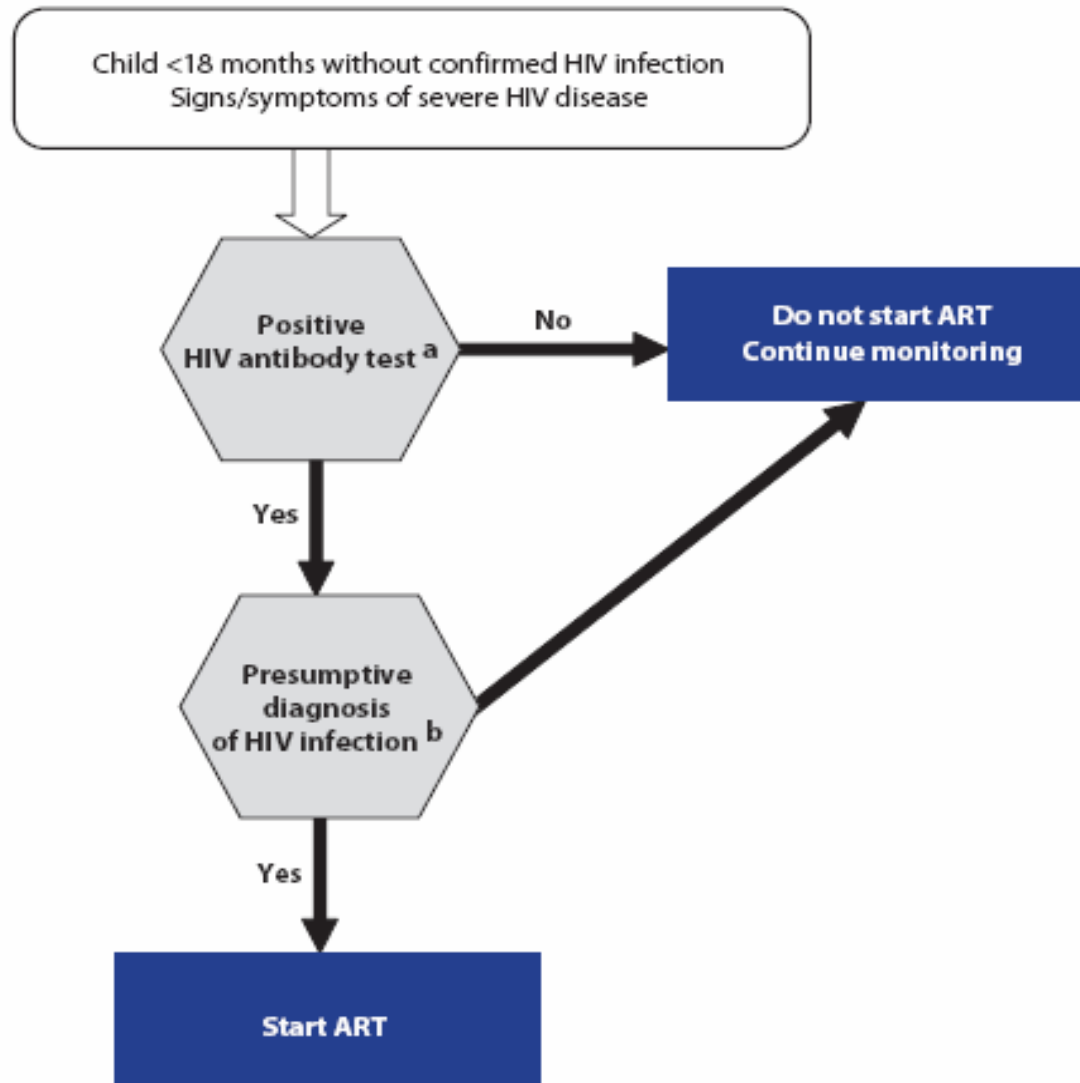 Child <18 months without confirmed HIV infection
Signs/symptoms of severe HIV disease
Positive
HIV antibody test a
No
Do not start ART
Continue monitoring
Yes
Presumptive
diagnosis
of HIV infection b
Yes
Start ART